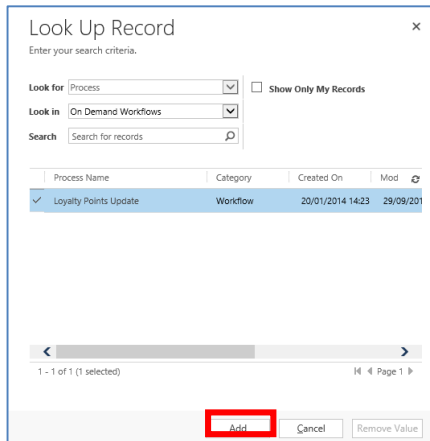 Look Up Record
Enter your search criteria.
Look for Process
Show Only My Records
Look in On Demand Workflows
Search Search for records
Process Name Category Created On Mod
Loyalty Points Update Workflow 20/01/2014 14:23 29/09/201
1 - 1 of 1 (1 selected) Page 1
Add Cancel Remove Value